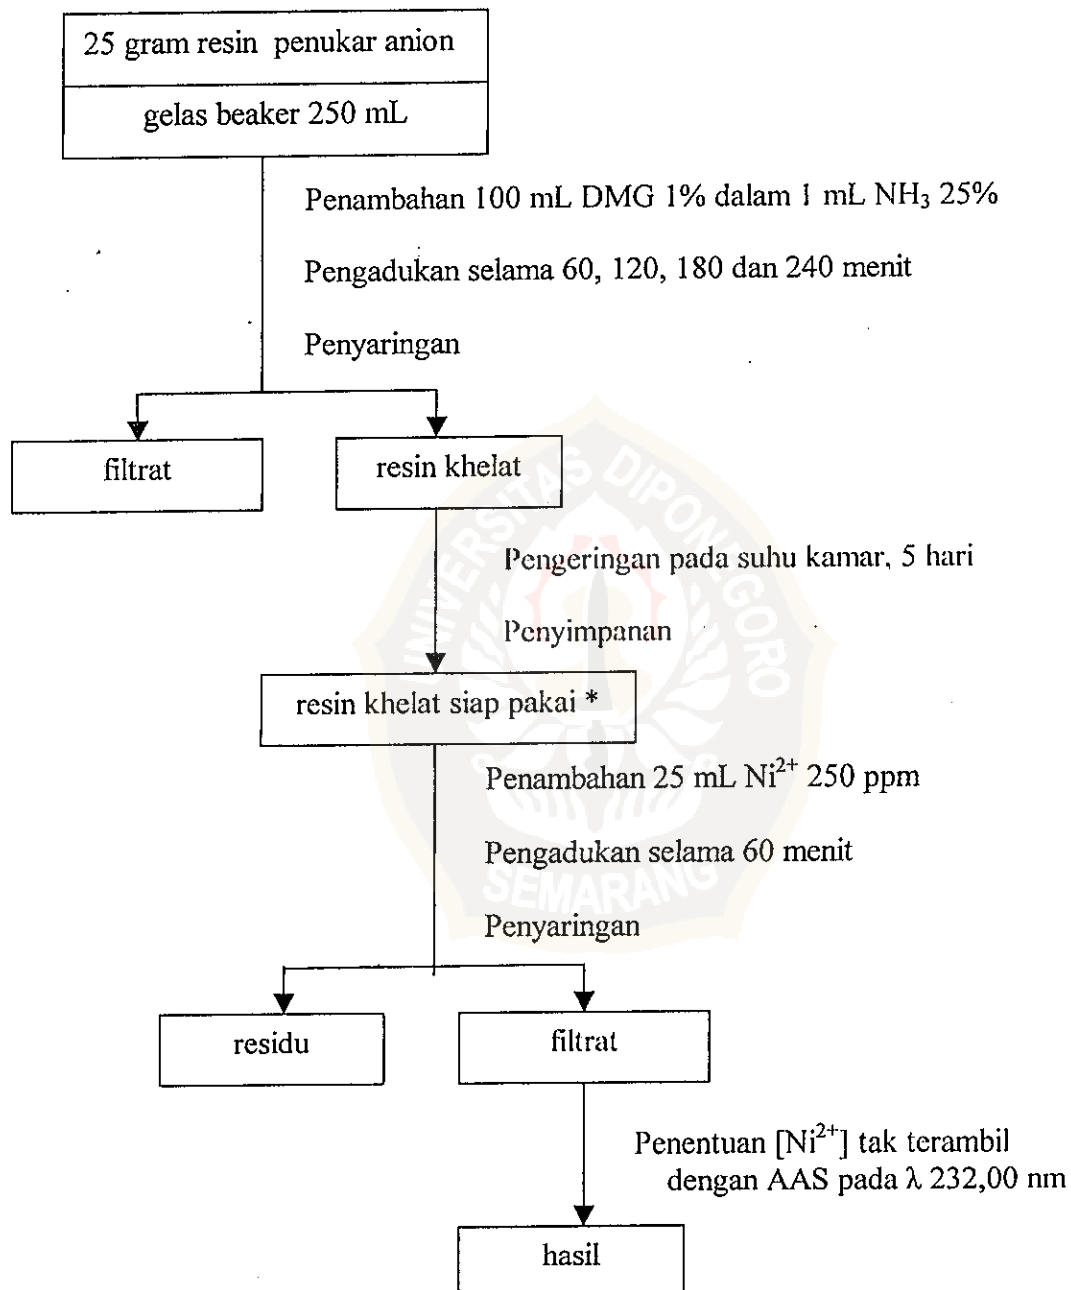 25 gram resin penukar anion
gelas beaker 250 mL
Penambahan 100 mL DMG 1% dalam 1 mL NH₃ 25%
Pengadukan selama 60, 120, 180 dan 240 menit
Penyaringan
filtrat
resin khelat
Pengeringan pada suhu kamar, 5 hari
Penyimpanan
resin khelat siap pakai *
Penambahan 25 mL Ni²⁺ 250 ppm
Pengadukan selama 60 menit
Penyaringan
residu
filtrat
Penentuan [Ni²⁺] tak terambil
dengan AAS pada λ 232,00 nm
hasil
UNIVERSITAS DIPONEGORO
SEMARANG